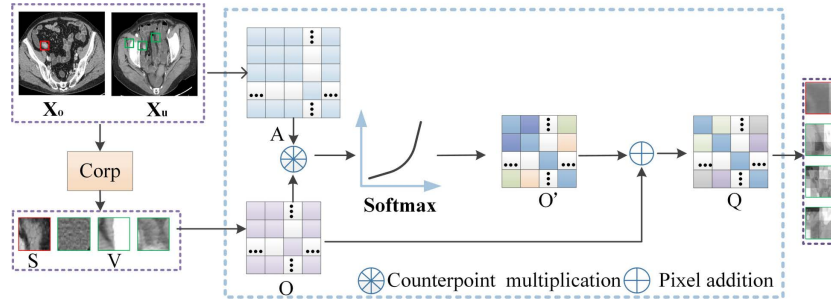 Xo
Xu
A
Corp
Softmax
O'
Q
S
V
O
Counterpoint multiplication
Pixel addition